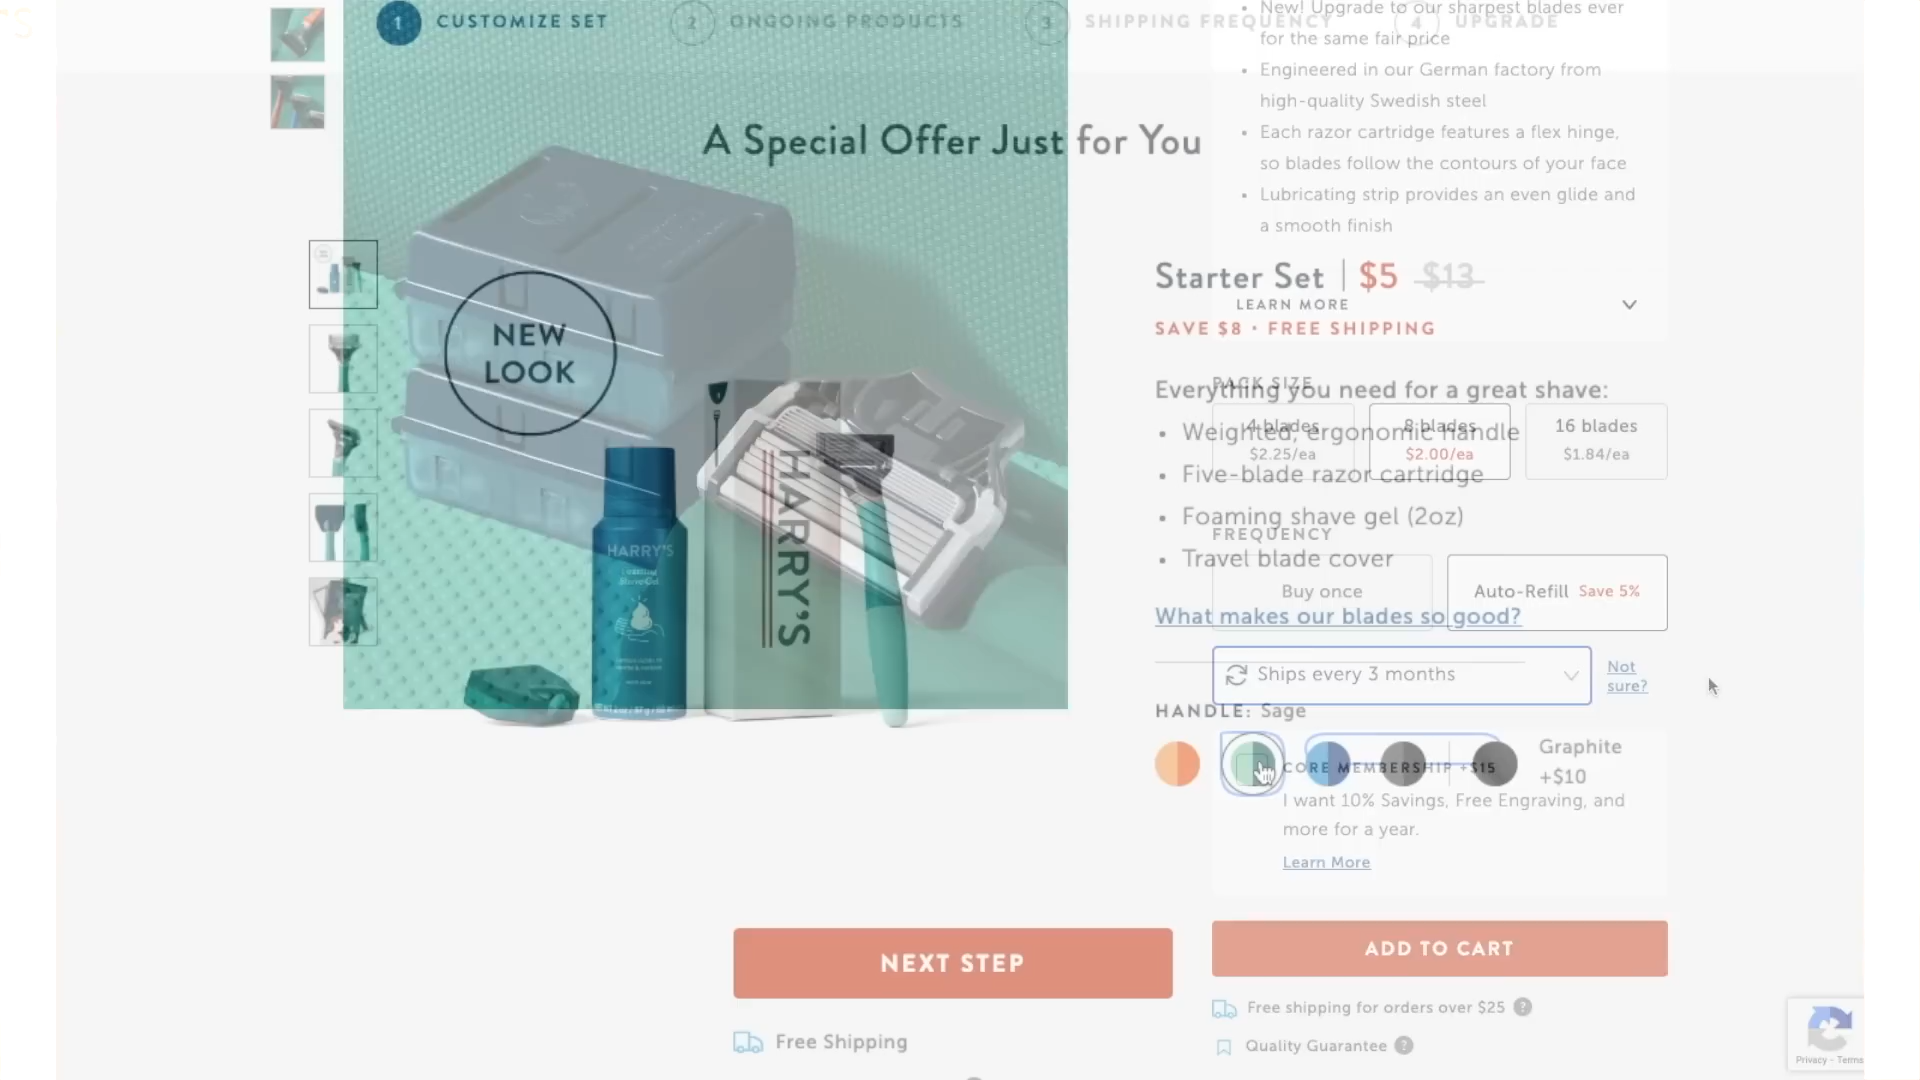 1 CUSTOMIZE SET
2 ONGOING PRODUCTS
3 SHIPPING FREQUENCY
4 UPGRADE
New! Upgrade to our sharpest blades ever
for the same fair price
Engineered in our German factory from
high-quality Swedish steel
Each razor cartridge features a flex hinge,
so blades follow the contours of your face
Lubricating strip provides an even glide and
a smooth finish
A Special Offer Just for You
Starter Set | $5 $13
LEARN MORE
SAVE $8 • FREE SHIPPING
NEW
LOOK
PACK SIZE
Everything you need for a great shave:
4 blades
$2.25/ea
8 blades
$2.00/ea
16 blades
$1.84/ea
Weighted, ergonomic handle
Five-blade razor cartridge
Foaming shave gel (2oz)
FREQUENCY
Travel blade cover
Buy once
Auto-Refill Save 5%
What makes our blades so good?
Ships every 3 months
Not
sure?
HARRY'S
HARRY'S
HANDLE: Sage
Graphite
+$10
CORE MEMBERSHIP +$15
I want 10% Savings, Free Engraving, and
more for a year.
Learn More
NEXT STEP
ADD TO CART
Free Shipping
Free shipping for orders over $25 ?
Quality Guarantee ?
Privacy - Terms